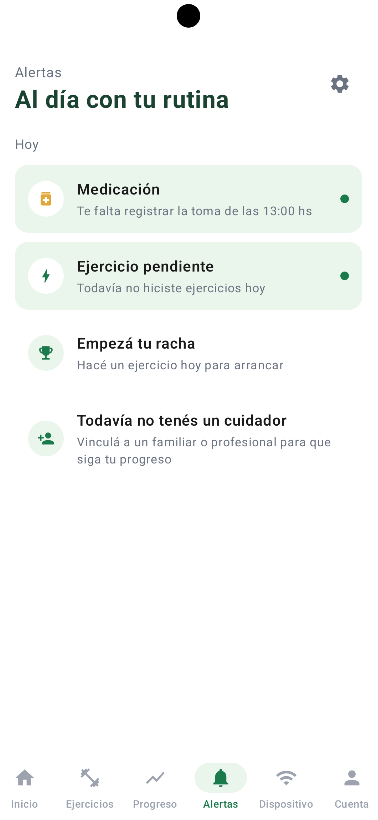 Alertas
Al día con tu rutina
Hoy
Medicación
Te falta registrar la toma de las 13:00 hs
Ejercicio pendiente
Todavía no hiciste ejercicios hoy
Empezá tu racha
Hacé un ejercicio hoy para arrancar
Todavía no tenés un cuidador
Vinculá a un familiar o profesional para que
siga tu progreso
Inicio
Ejercicios
Progreso
Alertas
Dispositivo
Cuenta